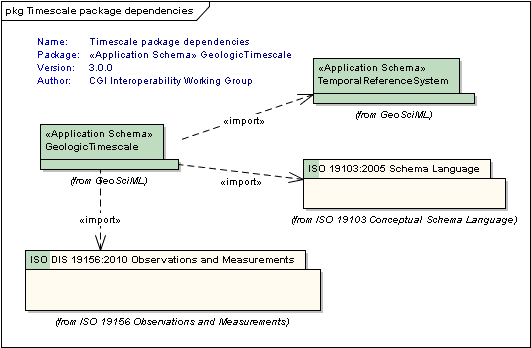 pkg Timescale package dependencies
Name: Timescale package dependencies
Package: «Application Schema» GeologicTimescale
Version: 3.0.0
Author: CGI Interoperability Working Group
«Application Schema»
TemporalReferenceSystem
(from GeoSciML)
«import»
«Application Schema»
GeologicTimescale
(from GeoSciML)
«import»
ISO 19103:2005 Schema Language
(from ISO 19103 Conceptual Schema Language)
«import»
ISO DIS 19156:2010 Observations and Measurements
(from ISO 19156 Observations and Measurements)